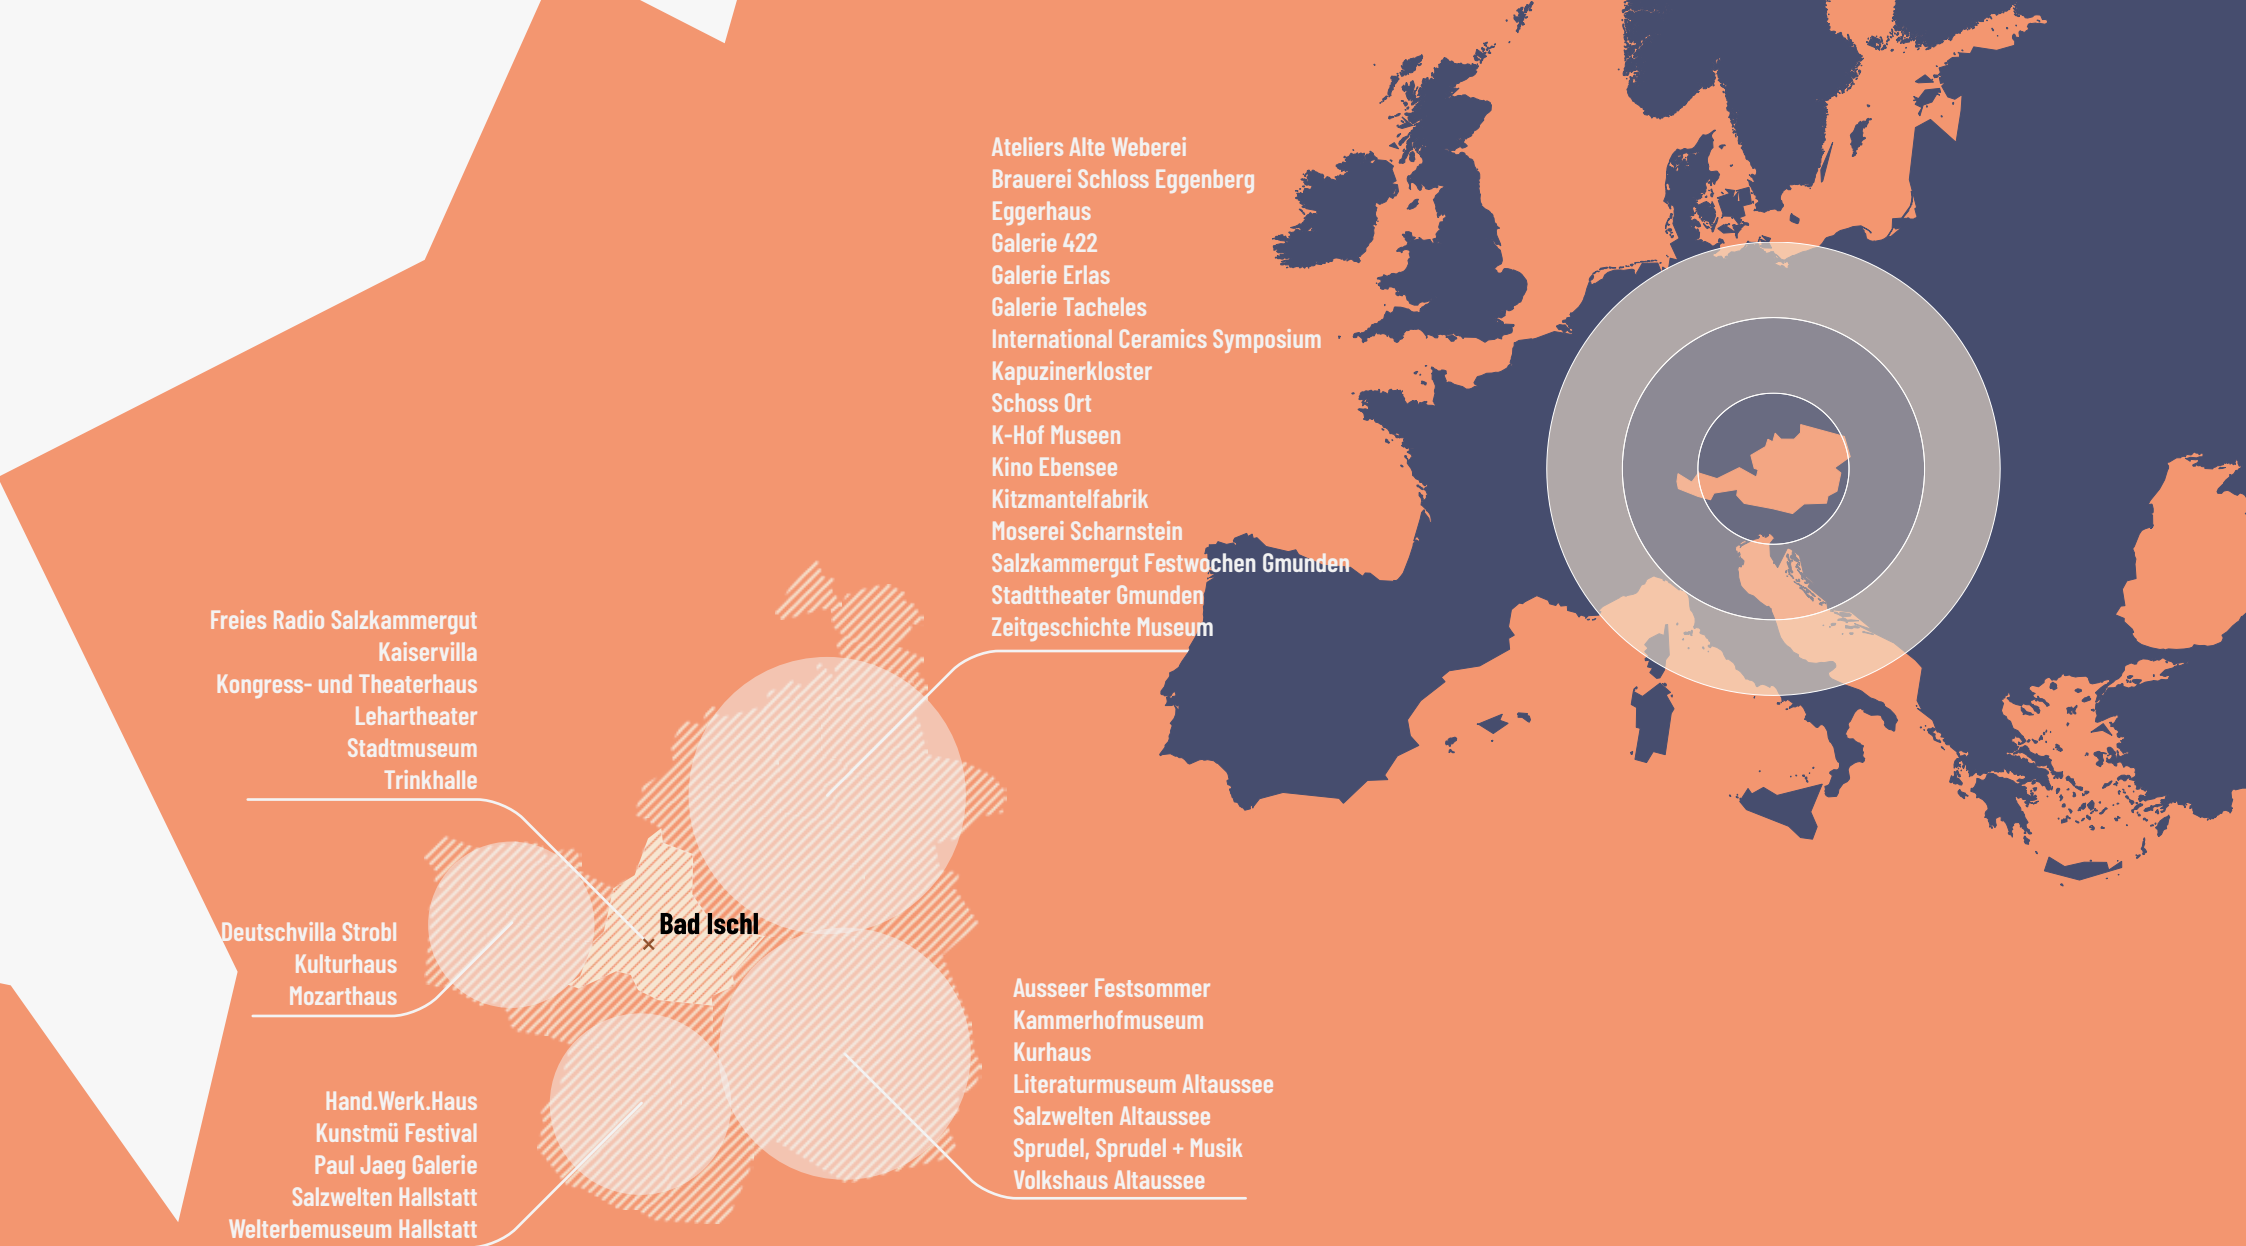 Ateliers Alte Weberei
Brauerei Schloss Eggenberg
Eggerhaus
Galerie 422
Galerie Erlas
Galerie Tacheles
International Ceramics Symposium
Kapuzinerkloster
Schoss Ort
K-Hof Museen
Kino Ebensee
Kitzmantelfabrik
Moserei Scharnstein
Salzkammergut Festwochen Gmunden
Stadttheater Gmunden
Zeitgeschichte Museum
Freies Radio Salzkammergut
Kaiservilla
Kongress- und Theaterhaus
Lehartheater
Stadtmuseum
Trinkhalle
Bad Ischl
Deutschvilla Strobl
Kulturhaus
Mozarthaus
Ausseer Festsommer
Kammerhofmuseum
Kurhaus
Literaturmuseum Altaussee
Salzwelten Altaussee
Sprudel, Sprudel + Musik
Volkshaus Altaussee
Hand.Werk.Haus
Kunstmü Festival
Paul Jaeg Galerie
Salzwelten Hallstatt
Welterbemuseum Hallstatt